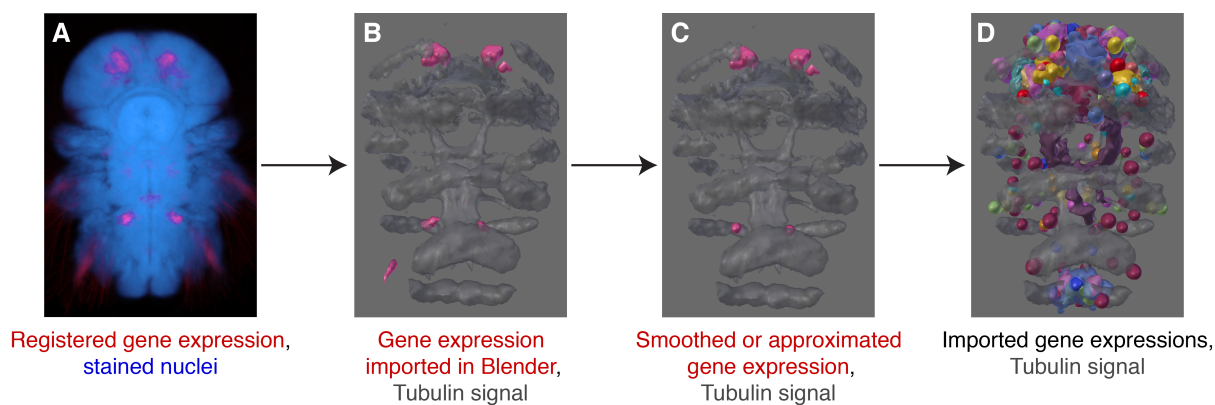 A
B
C
D
Registered gene expression,
stained nuclei
Gene expression
imported in Blender,
Tubulin signal
Smoothed or approximated
gene expression,
Tubulin signal
Imported gene expressions,
Tubulin signal